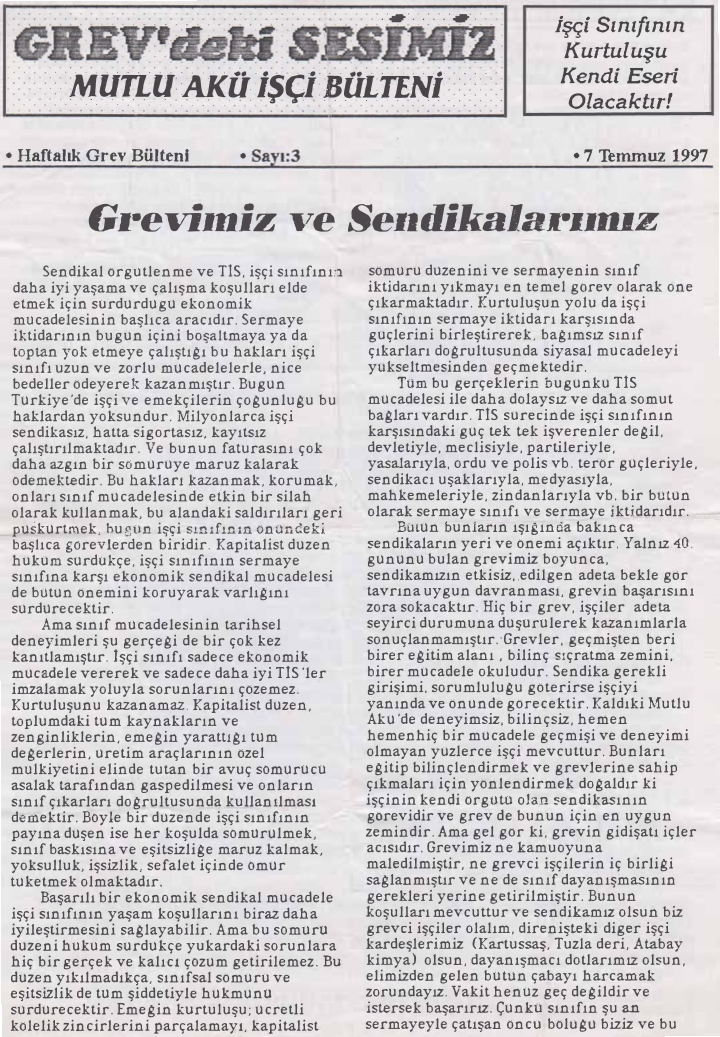 GREV'deki SESİMİZ
MUTLU AKÜ İŞÇİ BÜLTENİ
İşçi Sınıfının
Kurtuluşu
Kendi Eseri
Olacaktır!
• Haftalık Grev Bülteni • Sayı:3 • 7 Temmuz 1997
Grevimiz ve Sendikalarımız
Sendikal orgutlenme ve TİS, işçi sınıfının
daha iyi yaşama ve çalışma koşulları elde
etmek için surdurdugu ekonomik
mucadelesinin başlıca aracıdır. Sermaye
iktidarının bugun içini boşaltmaya ya da
toptan yok etmeye çalıştığı bu hakları işçi
sınıfı uzun ve zorlu mucadelelerle, nice
bedeller odeyerek kazanmıştır. Bugun
Turkiye'de işçi ve emekçilerin çoğunluğu bu
haklardan yoksundur. Milyonlarca işçi
sendikasız, hatta sigortasız, kayıtsız
çalıştırılmaktadır. Ve bunun faturasını çok
daha azgın bir somuruye maruz kalarak
odemektedir. Bu hakları kazanmak, korumak,
onları sınıf mucadelesinde etkin bir silah
olarak kullanmak, bu alandaki saldırıları geri
puskurtmek, bugun işçi sınıfının onundeki
başlıca gorevlerden biridir. Kapitalist duzen
hukum surdukçe, işçi sınıfının sermaye
sınıfına karşı ekonomik sendikal mucadelesi
de butun onemini koruyarak varlığını
surdurecektir.
Ama sınıf mucadelesinin tarihsel
deneyimleri şu gerçeği de bir çok kez
kanıtlamıştır. İşçi sınıfı sadece ekonomik
mucadele vererek ve sadece daha iyi TİS'ler
imzalamak yoluyla sorunlarını çozemez.
Kurtuluşunu kazanamaz. Kapitalist duzen,
toplumdaki tum kaynakların ve
zenginliklerin, emeğin yarattığı tum
değerlerin, uretim araçlarının ozel
mulkiyetini elinde tutan bir avuç somurucu
asalak tarafından gaspedilmesi ve onların
sınıf çıkarları doğrultusunda kullanılması
demektir. Boyle bir duzende işçi sınıfının
payına duşen ise her koşulda somurulmek,
sınıf baskısına ve eşitsizliğe maruz kalmak,
yoksulluk, işsizlik, sefalet içinde omur
tuketmek olmaktadır.
Başarılı bir ekonomik sendikal mucadele
işçi sınıfının yaşam koşullarını biraz daha
iyileştirmesini sağlayabilir. Ama bu somuru
duzeni hukum surdukçe yukardaki sorunlara
hiç bir gerçek ve kalıcı çozum getirilemez. Bu
duzen yıkılmadıkça, sınıfsal somuru ve
eşitsizlik de tum şiddetiyle hukmunu
surdurecektir. Emeğin kurtuluşu; ucretli
kolelik zincirlerini parçalamayı, kapitalist
somuru duzenini ve sermayenin sınıf
iktidarını yıkmayı en temel gorev olarak one
çıkarmaktadır. Kurtuluşun yolu da işçi
sınıfının sermaye iktidarı karşısında
guçlerini birleştirerek, bağımsız sınıf
çıkarları doğrultusunda siyasal mucadeleyi
yukseltmesinden geçmektedir.
Tum bu gerçeklerin bugunku TİS
mucadelesi ile daha dolaysız ve daha somut
bağları vardır. TİS surecinde işçi sınıfının
karşısındaki guç tek tek işverenler değil,
devletiyle, meclisiyle, partileriyle,
yasalarıyla, ordu ve polis vb. teror guçleriyle,
sendikacı uşaklarıyla, medyasıyla,
mahkemeleriyle, zindanlarıyla vb. bir butun
olarak sermaye sınıfı ve sermaye iktidarıdır.
Butun bunların ışığında bakınca
sendikaların yeri ve onemi açıktır. Yalnız 40.
gununu bulan grevimiz boyunca,
sendikamızın etkisiz, edilgen adeta bekle gor
tavrına uygun davranması, grevin başarısını
zora sokacaktır. Hiç bir grev, işçiler adeta
seyirci durumuna duşurulerek kazanımlarla
sonuçlanmamıştır. Grevler, geçmişten beri
birer eğitim alanı , bilinç sıçratma zemini,
birer mucadele okuludur. Sendika gerekli
girişimi, sorumluluğu goterirse işçiyi
yanında ve onunde gorecektir. Kaldıki Mutlu
Aku'de deneyimsiz, bilinçsiz, hemen
hemenhiç bir mucadele geçmişi ve deneyimi
olmayan yuzlerce işçi mevcuttur. Bunları
eğitip bilinçlendirmek ve grevlerine sahip
çıkmaları için yonlendirmek doğaldır ki
işçinin kendi orgutu olan sendikasının
gorevidir ve grev de bunun için en uygun
zemindir. Ama gel gor ki, grevin gidişatı içler
acısıdır. Grevimiz ne kamuoyuna
maledilmiştir, ne grevci işçilerin iç birliği
sağlanmıştır ve ne de sınıf dayanışmasının
gerekleri yerine getirilmiştir. Bunun
koşulları mevcuttur ve sendikamız olsun biz
grevci işçiler olalım, direnişteki diger işçi
kardeşlerimiz (Kartussaş, Tuzla deri, Atabay
kimya) olsun, dayanışmacı dotlarımız olsun,
elimizden gelen butun çabayı harcamak
zorundayız. Vakit henuz geç değildir ve
istersek başarırız. Çunku sınıfın şu an
sermayeyle çatışan oncu boluğu biziz ve bu